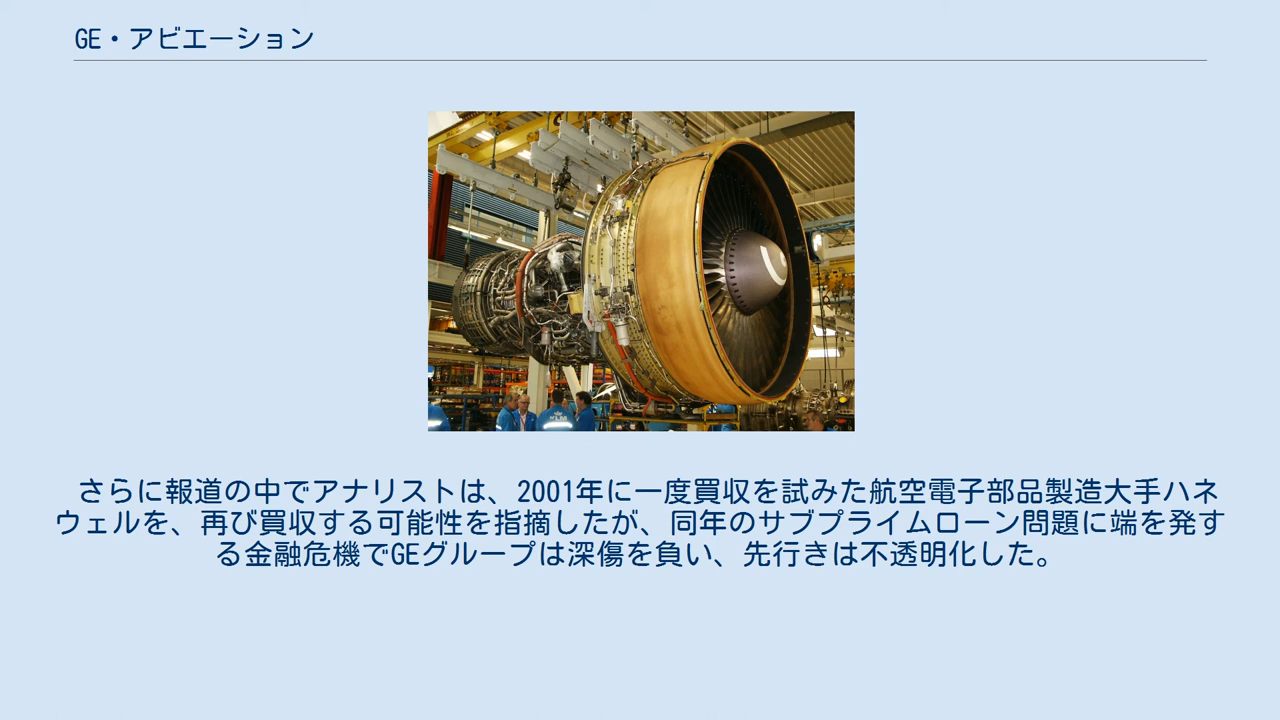 GE・アビエーション
KLM
さらに報道の中でアナリストは、2001年に一度買収を試みた航空電子部品製造大手ハネ
ウェルを、再び買収する可能性を指摘したが、同年のサブプライムローン問題に端を発す
る金融危機でGEグループは深傷を負い、先行きは不透明化した。